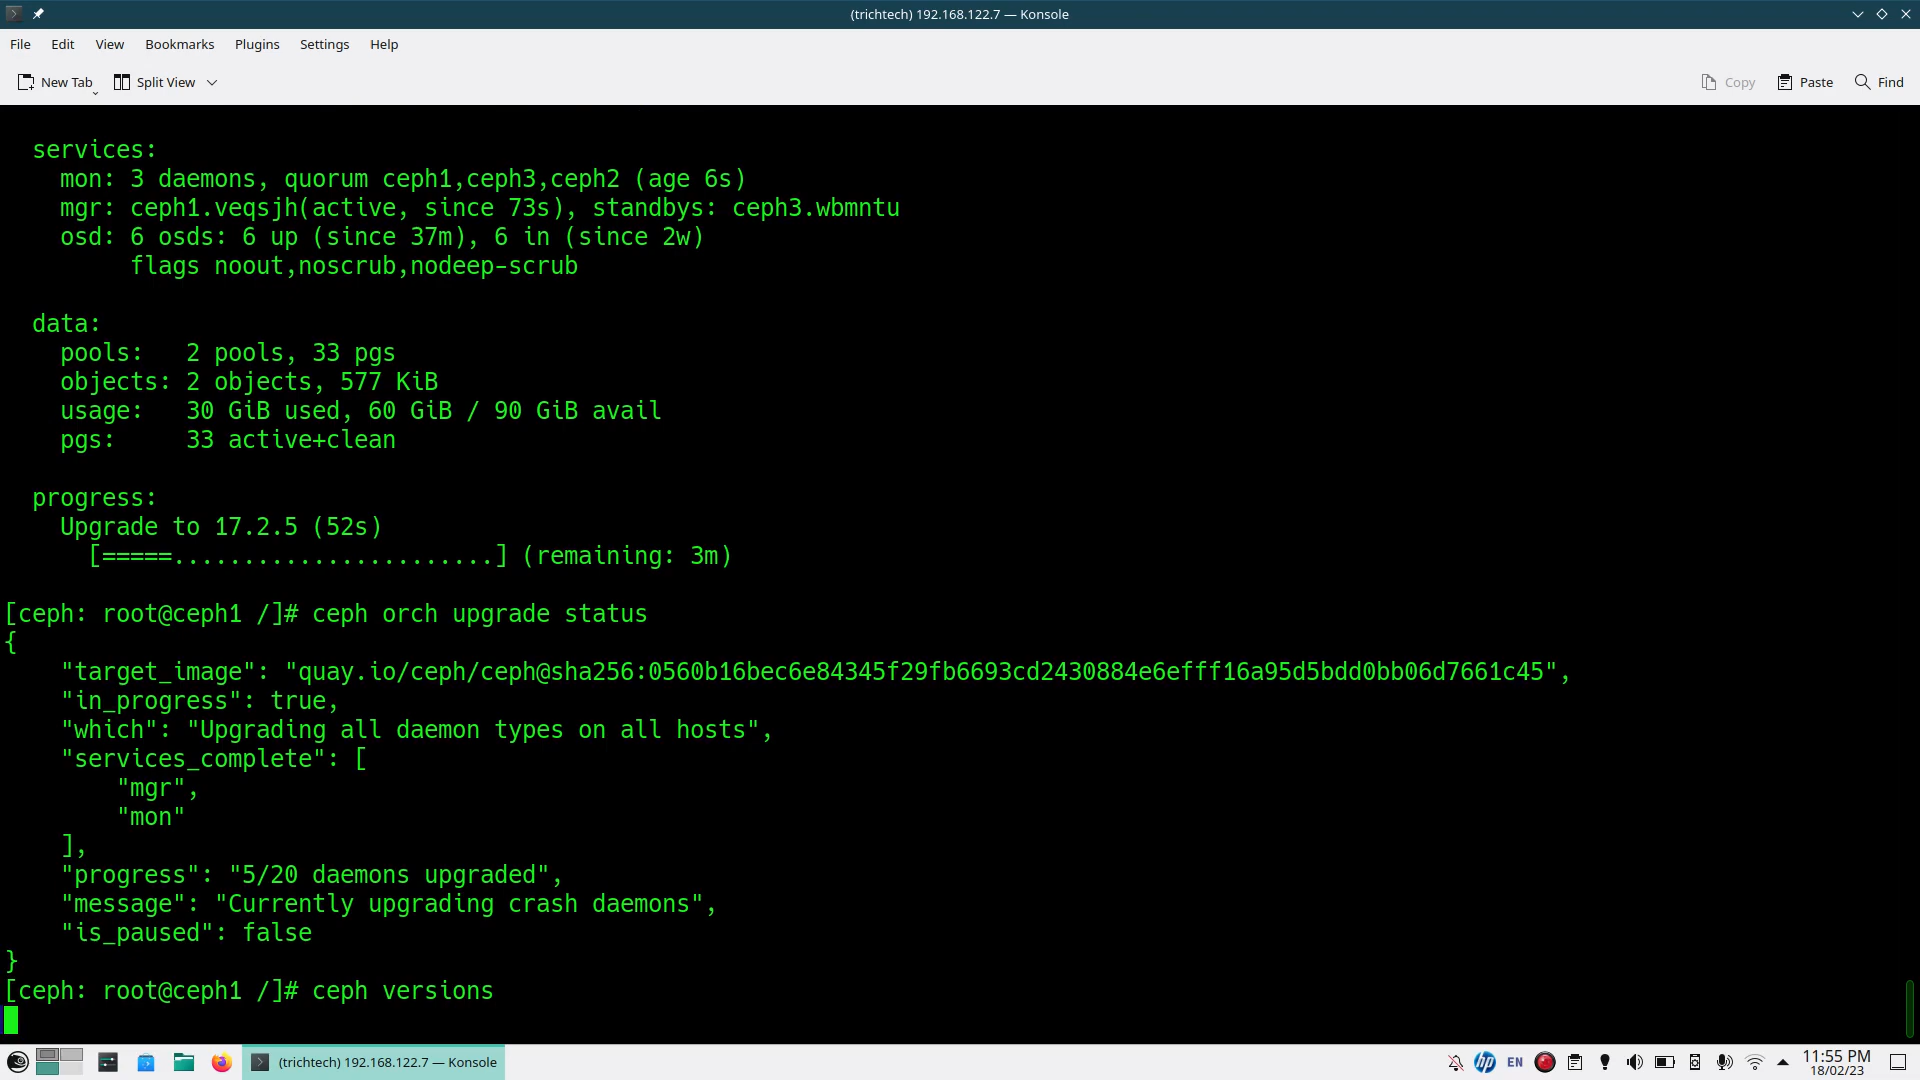 (trichtech) 192.168.122.7 — Konsole
File Edit View Bookmarks Plugins Settings Help
New Tab Split View Copy Paste Find
services:
mon: 3 daemons, quorum ceph1,ceph3,ceph2 (age 6s)
mgr: ceph1.veqsjh(active, since 73s), standbys: ceph3.wbmntu
osd: 6 osds: 6 up (since 37m), 6 in (since 2w)
flags noout,noscrub,nodeep-scrub
data:
pools:   2 pools, 33 pgs
objects: 2 objects, 577 KiB
usage:   30 GiB used, 60 GiB / 90 GiB avail
pgs:     33 active+clean
progress:
Upgrade to 17.2.5 (52s)
[=====.......................] (remaining: 3m)
[ceph: root@ceph1 /]# ceph orch upgrade status
{
"target_image": "quay.io/ceph/ceph@sha256:0560b16bec6e84345f29fb6693cd2430884e6efff16a95d5bdd0bb06d7661c45",
"in_progress": true,
"which": "Upgrading all daemon types on all hosts",
"services_complete": [
"mgr",
"mon"
],
"progress": "5/20 daemons upgraded",
"message": "Currently upgrading crash daemons",
"is_paused": false
}
[ceph: root@ceph1 /]# ceph versions
(trichtech) 192.168.122.7 — Konsole
hp EN 11:55 PM
18/02/23